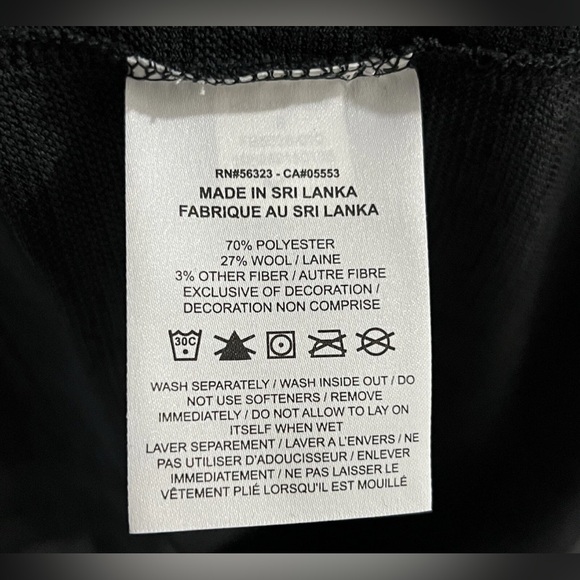 RN#56323 - CA#05553
MADE IN SRI LANKA
FABRIQUE AU SRI LANKA
70% POLYESTER
27% WOOL / LAINE
3% OTHER FIBER / AUTRE FIBRE
EXCLUSIVE OF DECORATION /
DECORATION NON COMPRISE
30C
WASH SEPARATELY / WASH INSIDE OUT / DO
NOT USE SOFTENERS / REMOVE
IMMEDIATELY / DO NOT ALLOW TO LAY ON
ITSELF WHEN WET
LAVER SEPAREMENT / LAVER A L'ENVERS / NE
PAS UTILISER D'ADOUCISSEUR / ENLEVER
IMMEDIATEMENT / NE PAS LAISSER LE
VÊTEMENT PLIÉ LORSQU'IL EST MOUILLÉ